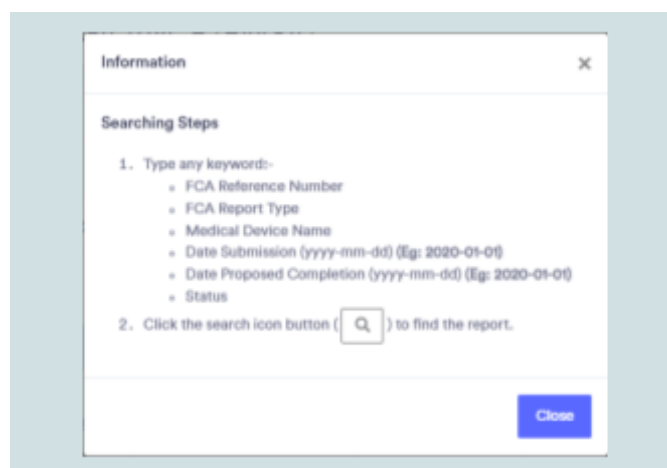 Information ×
Searching Steps
1. Type any keyword:-
FCA Reference Number
FCA Report Type
Medical Device Name
Date Submission (yyyy-mm-dd) (Eg: 2020-01-01)
Date Proposed Completion (yyyy-mm-dd) (Eg: 2020-01-01)
Status
2. Click the search icon button ( ) to find the report.
Close